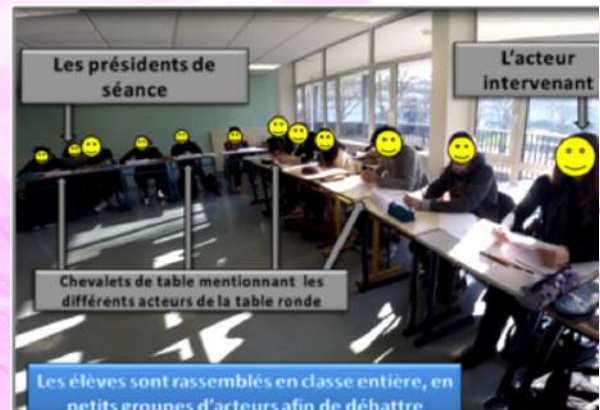 Les présidents de
séance
L'acteur
intervenant
Chevalets de table mentionnant les
différents acteurs de la table ronde
Les élèves sont rassemblés en classe entière, en
petits groupes d'acteurs afin de débattre